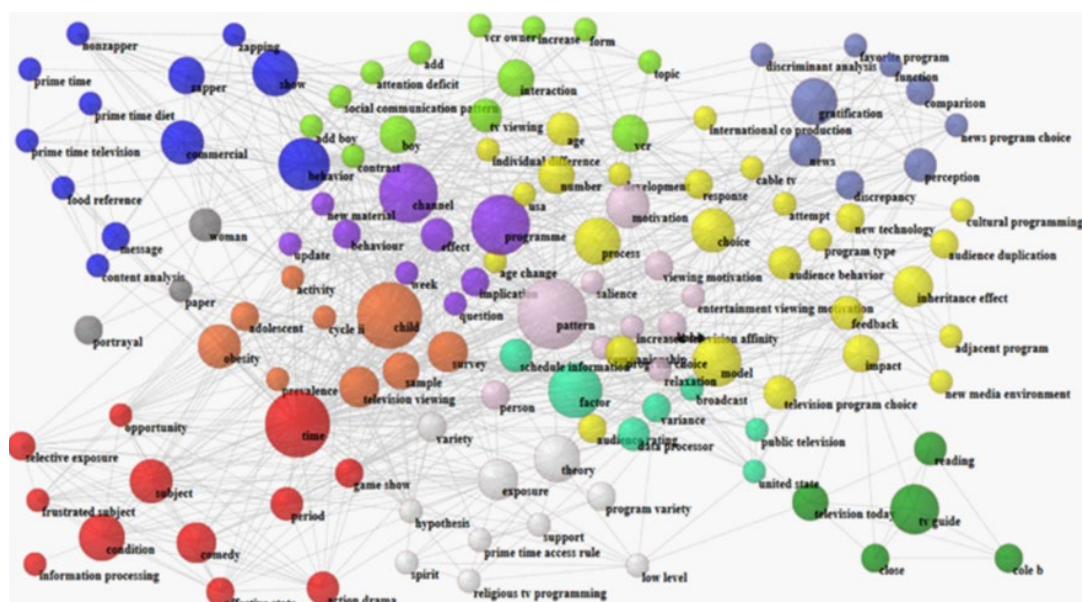 vcr owner
increase
form
nonzapper
zapping
add
favorite program
discriminant analysis
function
topic
prime time
zapper
show
attention deficit
interaction
gratification
comparison
prime time diet
social communication pattern
tv viewing
international co production
news program choice
prime time television
commercial
add boy
boy
age
vcr
behavior
contrast
individual difference
news
cable tv
perception
food reference
channel
number
development
response
discrepancy
new material
usa
motivation
attempt
cultural programming
message
woman
behaviour
effect
programme
process
choice
new technology
program type
audience duplication
update
content analysis
age change
viewing motivation
audience behavior
activity
week
implication
salience
paper
question
entertainment viewing motivation
inheritance effect
adolescent
cycle ii
child
pattern
feedback
portrayal
obesity
survey
schedule information
model
impact
adjacent program
prevalence
sample
relaxation
television viewing
person
factor
broadcast
television program choice
new media environment
opportunity
time
variety
variance
audience rating
data processor
public television
selective exposure
theory
united state
reading
subject
game show
exposure
frustrated subject
period
hypothesis
program variety
television today
tv guide
condition
comedy
support
prime time access rule
information processing
spirit
low level
close
cole b
religious tv programming
action drama